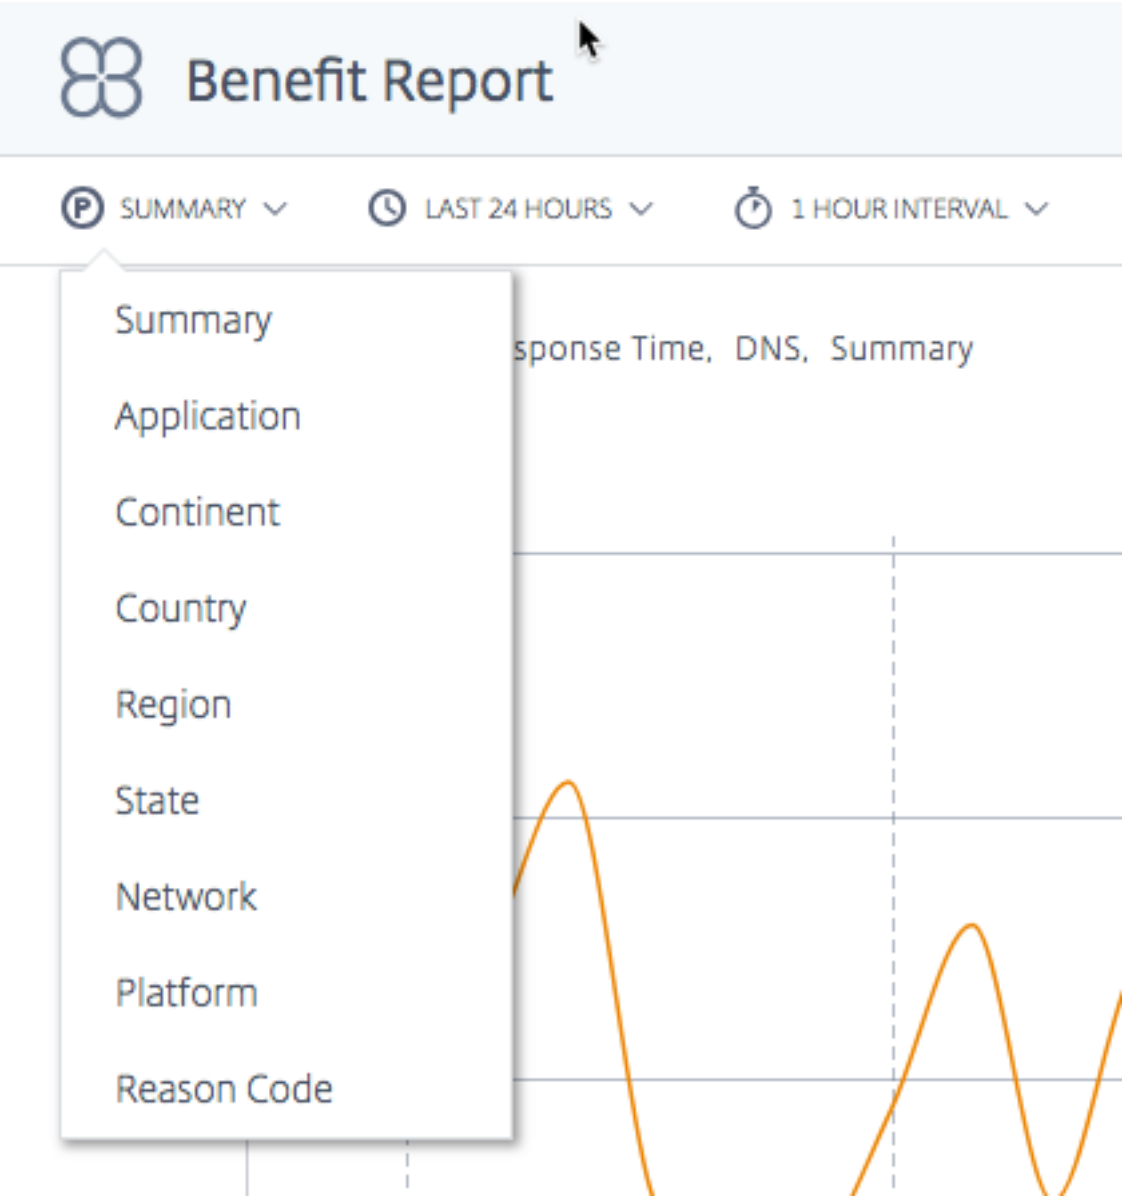 Benefit Report
SUMMARY LAST 24 HOURS 1 HOUR INTERVAL
Summary
Time, DNS, Summary
Application
Continent
Country
Region
State
Network
Platform
Reason Code